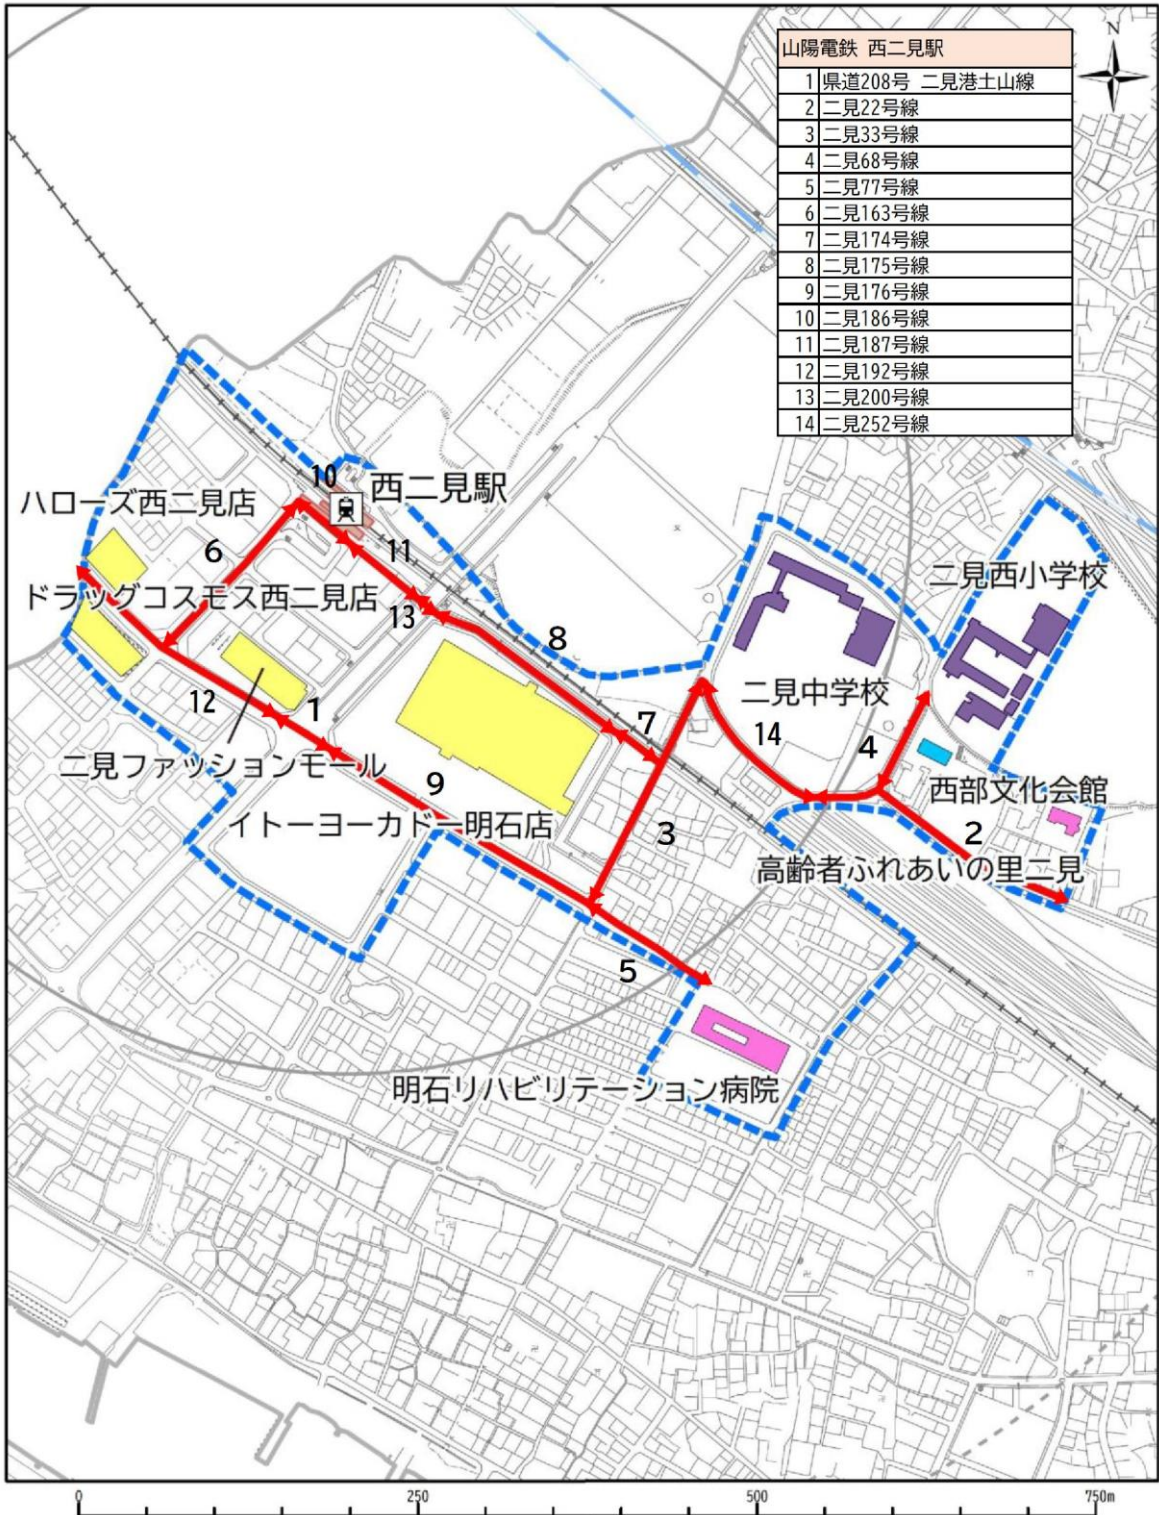 山陽電鉄 西二見駅
1 県道208号 二見港土山線
2 二見22号線
3 二見33号線
4 二見68号線
5 二見77号線
6 二見163号線
7 二見174号線
8 二見175号線
9 二見176号線
10 二見186号線
11 二見187号線
12 二見192号線
13 二見200号線
14 二見252号線
N
10
西二見駅
ハローズ西二見店
6
11
ドラッグコスモス西二見店
13
8
二見西小学校
12
1
7
二見中学校
14
4
二見ファッションモール
9
西部文化会館
イトーヨーカドー明石店
3
2
高齢者ふれあいの里二見
5
明石リハビリテーション病院
0
250
500
750m